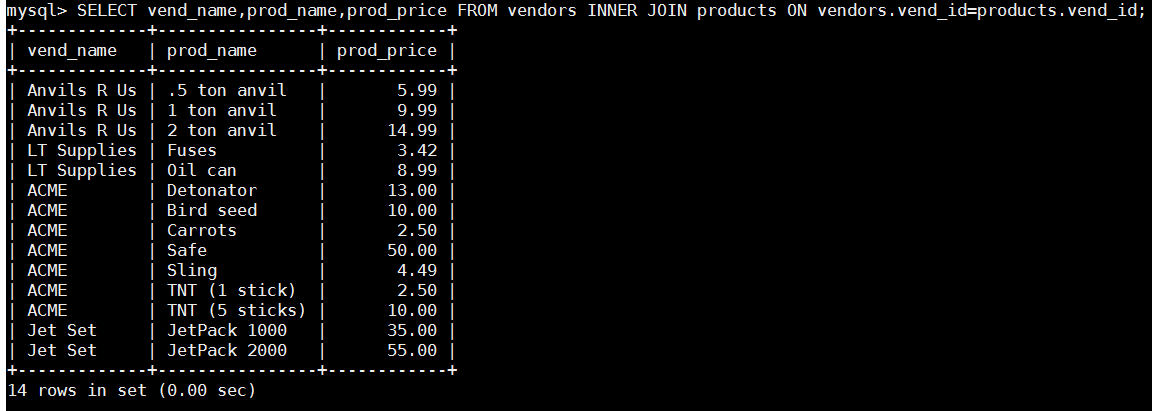 mysql> SELECT vend_name,prod_name,prod_price FROM vendors INNER JOIN products ON vendors.vend_id=products.vend_id;
+-------------+----------------+------------+
| vend_name   | prod_name      | prod_price |
+-------------+----------------+------------+
| Anvils R Us | .5 ton anvil   |       5.99 |
| Anvils R Us | 1 ton anvil    |       9.99 |
| Anvils R Us | 2 ton anvil    |      14.99 |
| LT Supplies | Fuses          |       3.42 |
| LT Supplies | Oil can        |       8.99 |
| ACME        | Detonator      |      13.00 |
| ACME        | Bird seed      |      10.00 |
| ACME        | Carrots        |       2.50 |
| ACME        | Safe           |      50.00 |
| ACME        | Sling          |       4.49 |
| ACME        | TNT (1 stick)  |       2.50 |
| ACME        | TNT (5 sticks) |      10.00 |
| Jet Set     | JetPack 1000   |      35.00 |
| Jet Set     | JetPack 2000   |      55.00 |
+-------------+----------------+------------+
14 rows in set (0.00 sec)